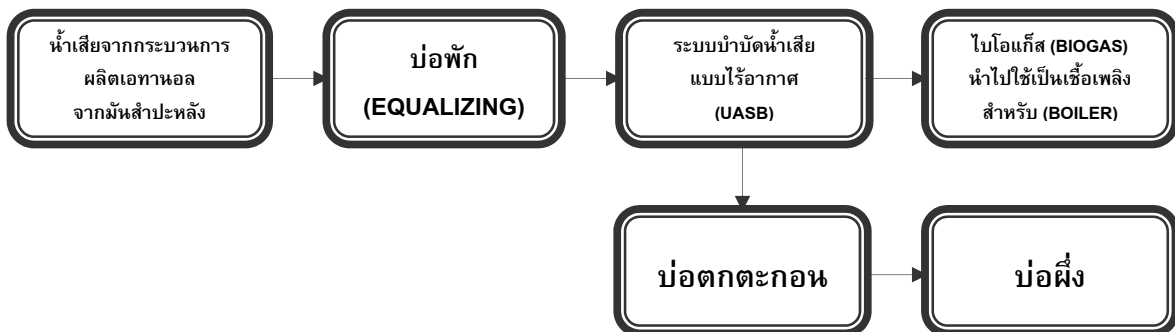 น้ำเสียจากกระบวนการ
ผลิตเอทานอล
จากมันสำปะหลัง
บ่อพัก
(EQUALIZING)
ระบบบำบัดน้ำเสีย
แบบไร้อากาศ
(UASB)
ไบโอแก็ส (BIOGAS)
นำไปใช้เป็นเชื้อเพลิง
สำหรับ (BOILER)
บ่อตกตะกอน
บ่อผึ่ง